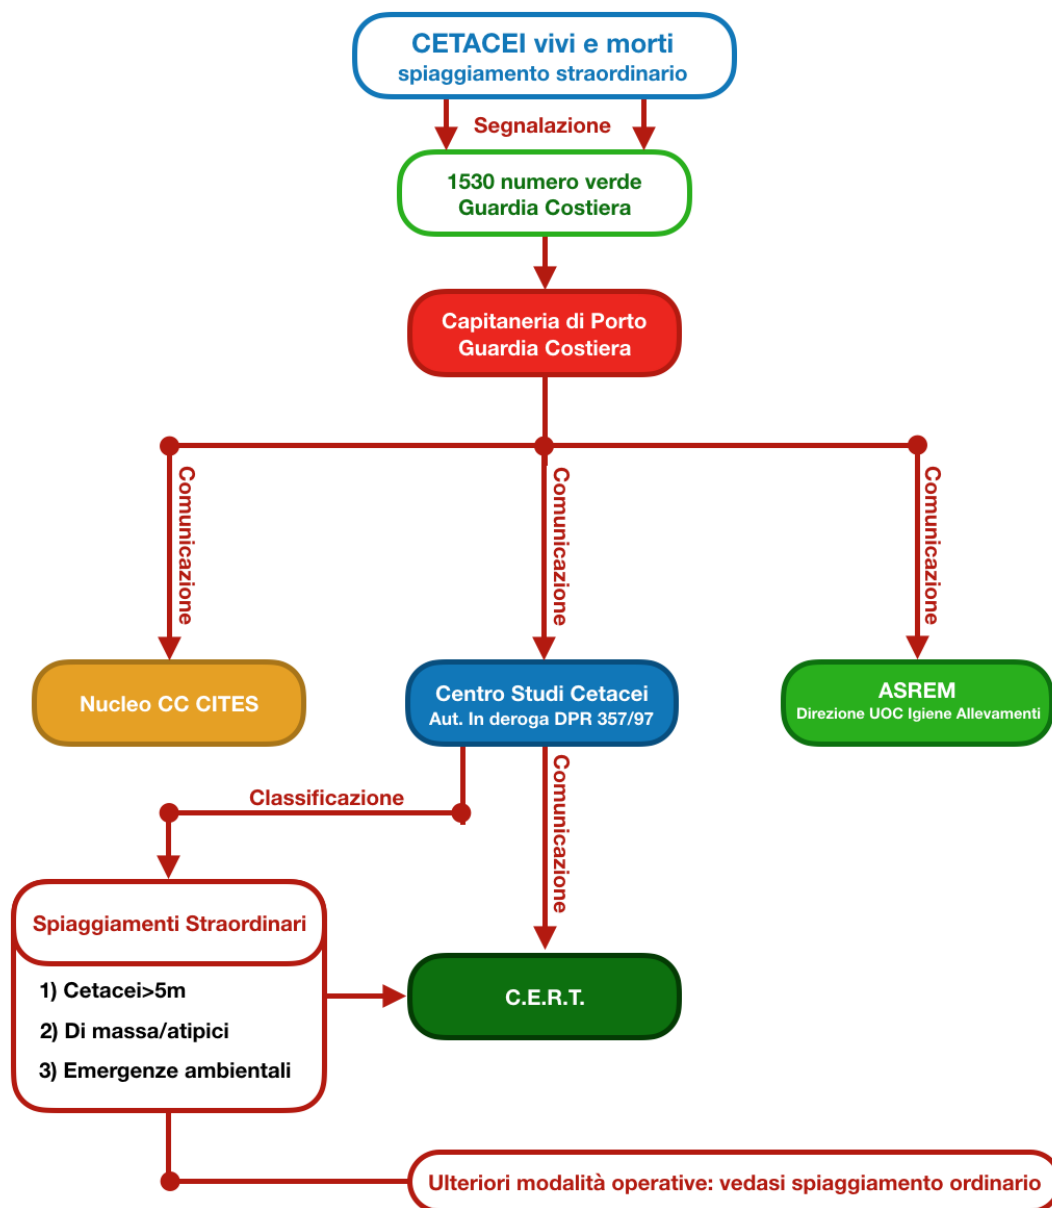 CETACEI vivi e morti
spiaggiamento straordinario
Segnalazione
1530 numero verde
Guardia Costiera
Capitaneria di Porto
Guardia Costiera
Comunicazione
Comunicazione
Comunicazione
Nucleo CC CITES
Centro Studi Cetacei
Aut. In deroga DPR 357/97
ASREM
Direzione UOC Igiene Allevamenti
Classificazione
Comunicazione
Spiaggiamenti Straordinari
1) Cetacei>5m
2) Di massa/atipici
3) Emergenze ambientali
C.E.R.T.
Ulteriori modalità operative: vedasi spiaggiamento ordinario